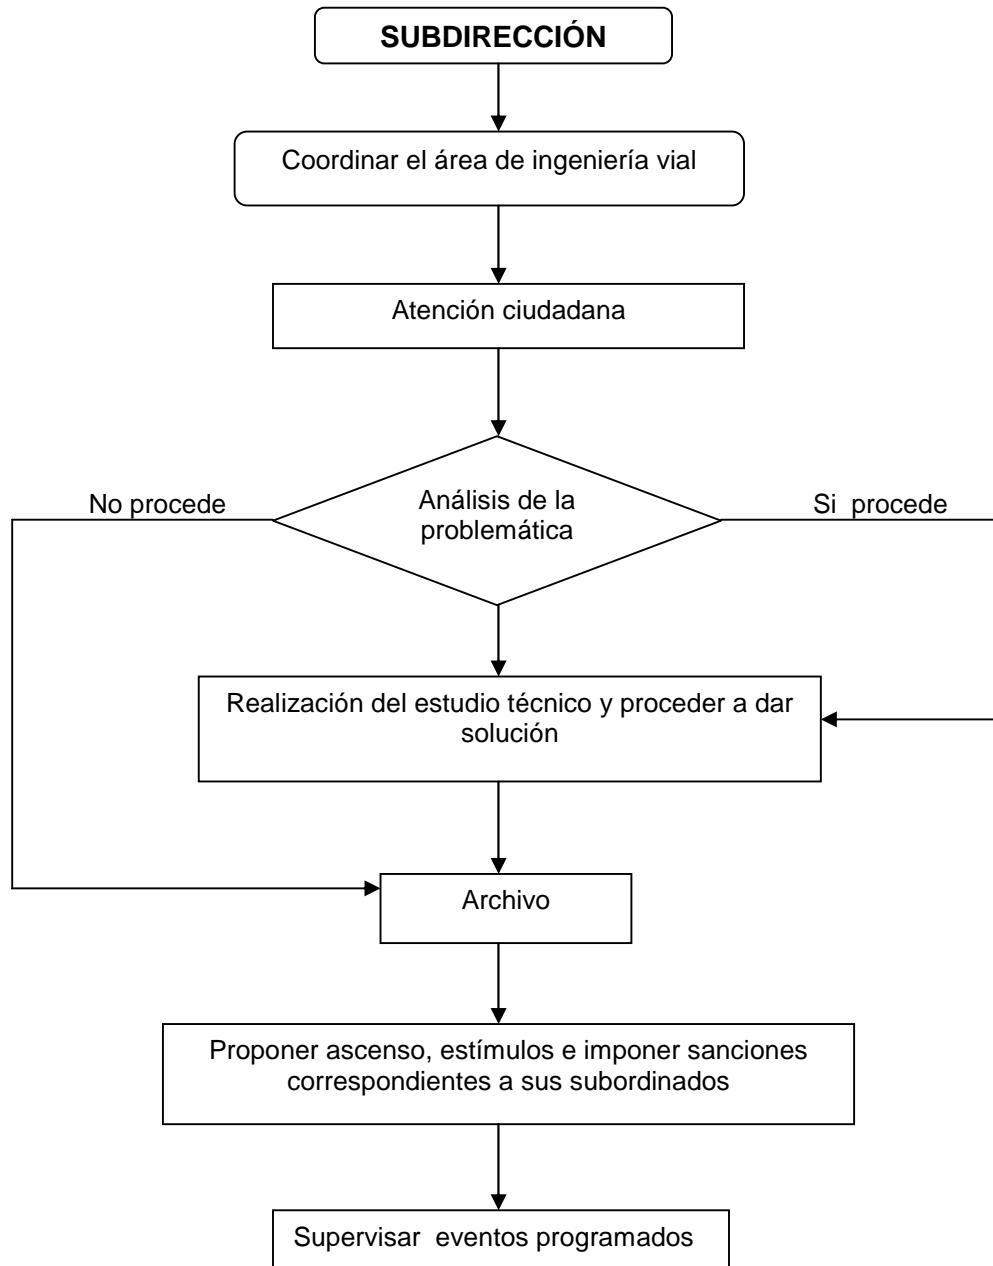 SUBDIRECCIÓN
Coordinar el área de ingeniería vial
Atención ciudadana
No procede
Análisis de la
problemática
Si  procede
Realización del estudio técnico y proceder a dar
solución
Archivo
Proponer ascenso, estímulos e imponer sanciones
correspondientes a sus subordinados
Supervisar  eventos programados